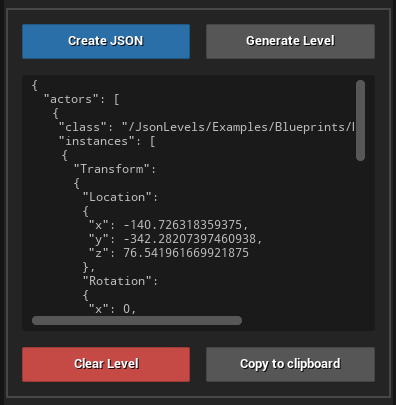 Create JSON
Generate Level
{
"actors": [
{
"class": "/JsonLevels/Examples/Blueprints/
"instances": [
{
"Transform":
{
"Location":
{
"x": -140.726318359375,
"y": -342.28207397460938,
"z": 76.541961669921875
},
"Rotation":
{
"x": 0,
Clear Level
Copy to clipboard